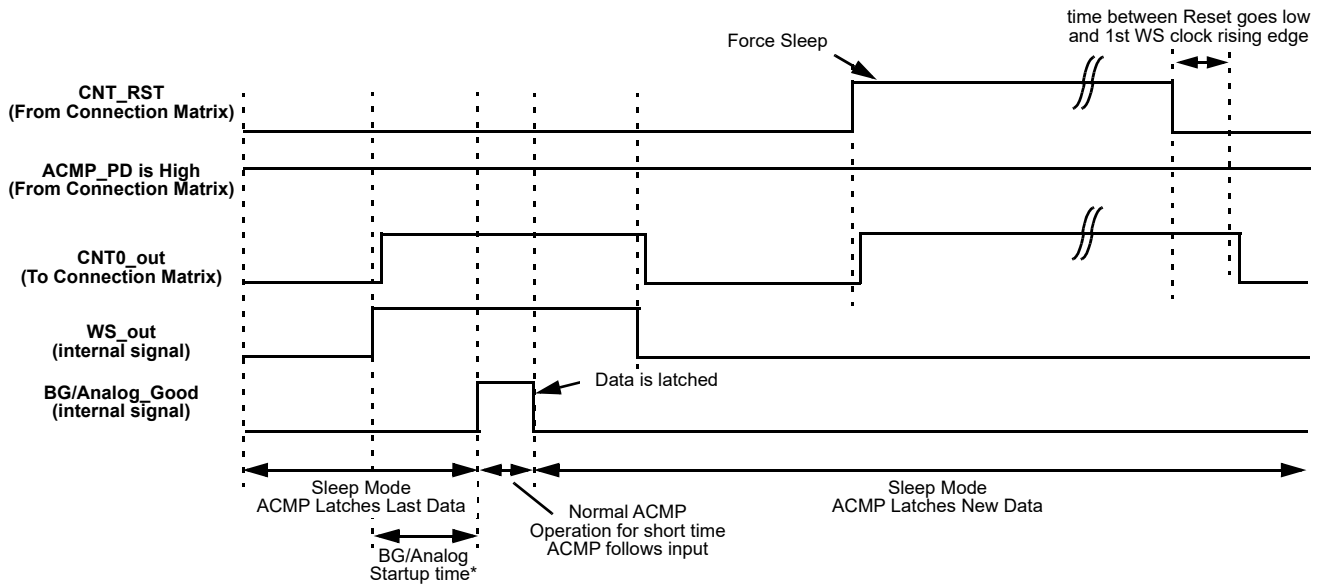 time between Reset goes low
and 1st WS clock rising edge
Force Sleep
CNT_RST
(From Connection Matrix)
ACMP_PD is High
(From Connection Matrix)
CNT0_out
(To Connection Matrix)
WS_out
(internal signal)
BG/Analog_Good
(internal signal)
Data is latched
Sleep Mode
ACMP Latches Last Data
Normal ACMP
Operation for short time
ACMP follows input
Sleep Mode
ACMP Latches New Data
BG/Analog
Startup time*